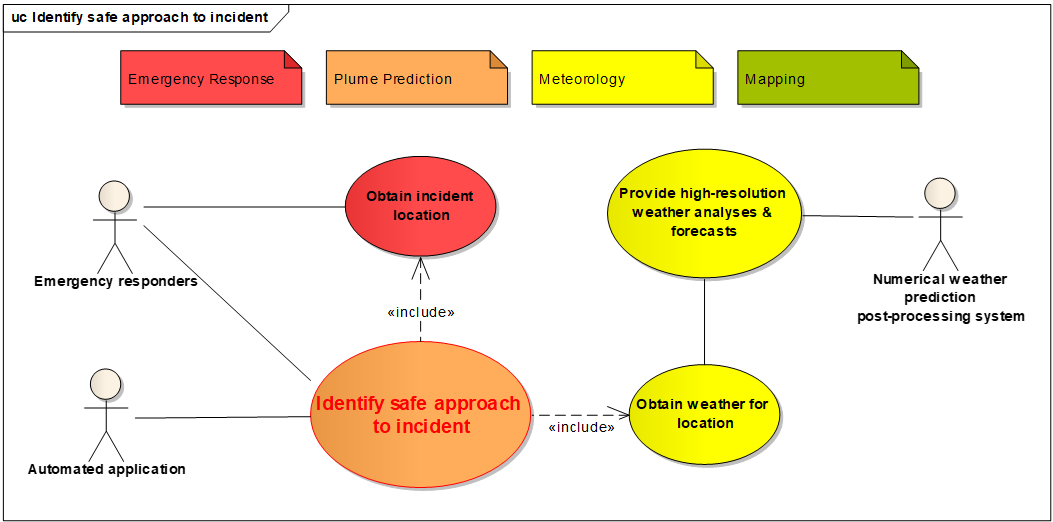 uc Identify safe approach to incident
Emergency Response
Plume Prediction
Meteorology
Mapping
Obtain incident
location
Provide high-resolution
weather analyses &
forecasts
Emergency responders
Numerical weather
prediction
post-processing system
«include»
Identify safe approach
to incident
Obtain weather for
location
«include»
Automated application